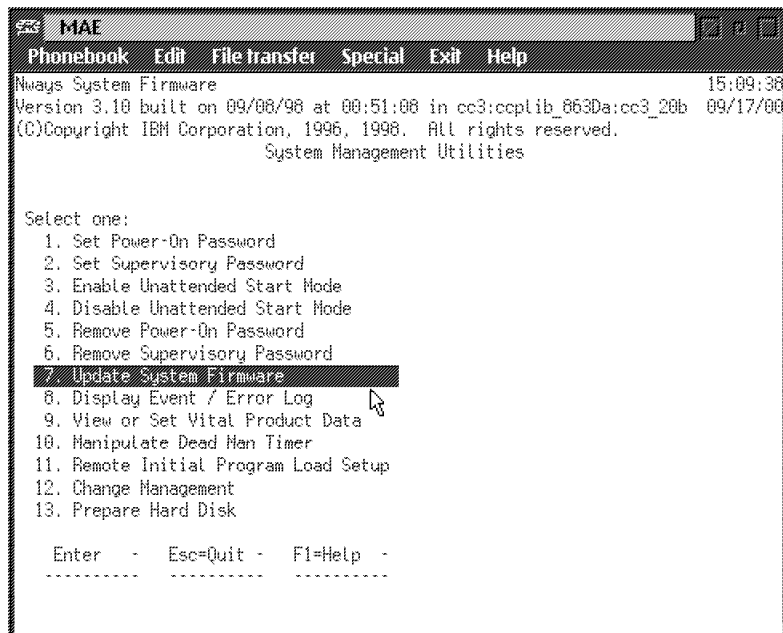 MAE
Phonebook Edit File transfer Special Exit Help
Nways System Firmware 15:09:38
Version 3.10 built on 09/08/98 at 00:51:08 in cc3:ccplib_863Da:cc3_20b 09/17/00
(C)Copyright IBM Corporation, 1996, 1998. All rights reserved.
System Management Utilities
Select one:
1. Set Power-On Password
2. Set Supervisory Password
3. Enable Unattended Start Mode
4. Disable Unattended Start Mode
5. Remove Power-On Password
6. Remove Supervisory Password
7. Update System Firmware
8. Display Event / Error Log
9. View or Set Vital Product Data
10. Manipulate Dead Man Timer
11. Remote Initial Program Load Setup
12. Change Management
13. Prepare Hard Disk
Enter - Esc=Quit - F1=Help -
---------- ---------- ----------